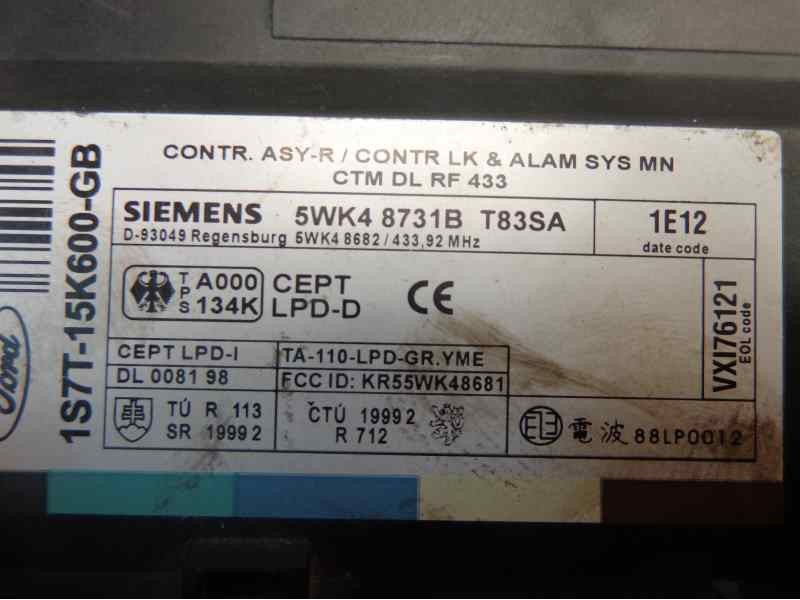 CONTR. ASY-R / CONTR LK & ALAM SYS MN
CTM DL RF 433
SIEMENS 5WK4 8731B T83SA
D-93049 Regensburg 5WK4 8682 / 433,92 MHz
1E12
date code
TPS A000
134K
CEPT
LPD-D
CE
VXI76121
EOL code
CEPT LPD-I
DL 0081 98
TA-110-LPD-GR.YME
FCC ID: KR55WK48681
TÚ R 113
SR 1999 2
ČTÚ 1999 2
R 712
電波 88LP0012
1S7T-15K600-GB
Ford